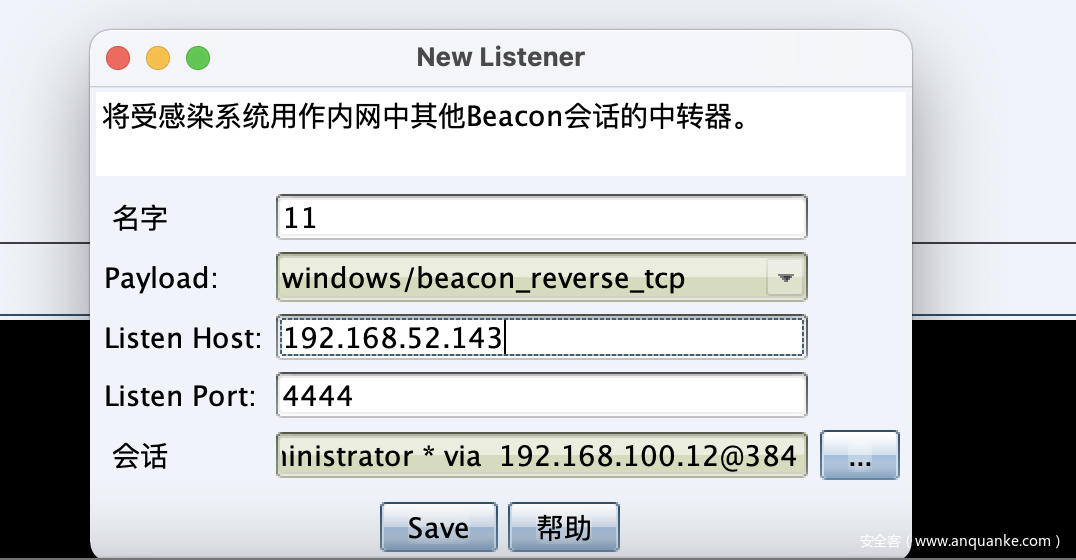 New Listener
将受感染系统用作内网中其他Beacon会话的中转器。
名字 11
Payload: windows/beacon_reverse_tcp
Listen Host: 192.168.52.143
Listen Port: 4444
会话 inistrator * via 192.168.100.12@384 ...
Save 帮助
安全客（www.anquanke.com）